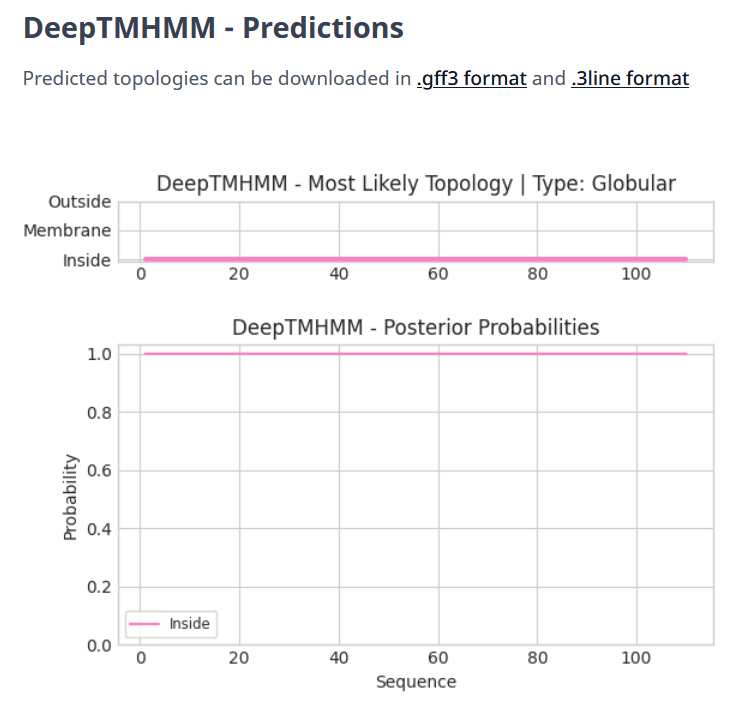 DeepTMHMM - Predictions
Predicted topologies can be downloaded in .gff3 format and .3line format
DeepTMHMM - Most Likely Topology | Type: Globular
Outside
Membrane
Inside
0 20 40 60 80 100
DeepTMHMM - Posterior Probabilities
1.0
0.8
0.6
0.4
0.2
0.0
Probability
Inside
0 20 40 60 80 100
Sequence